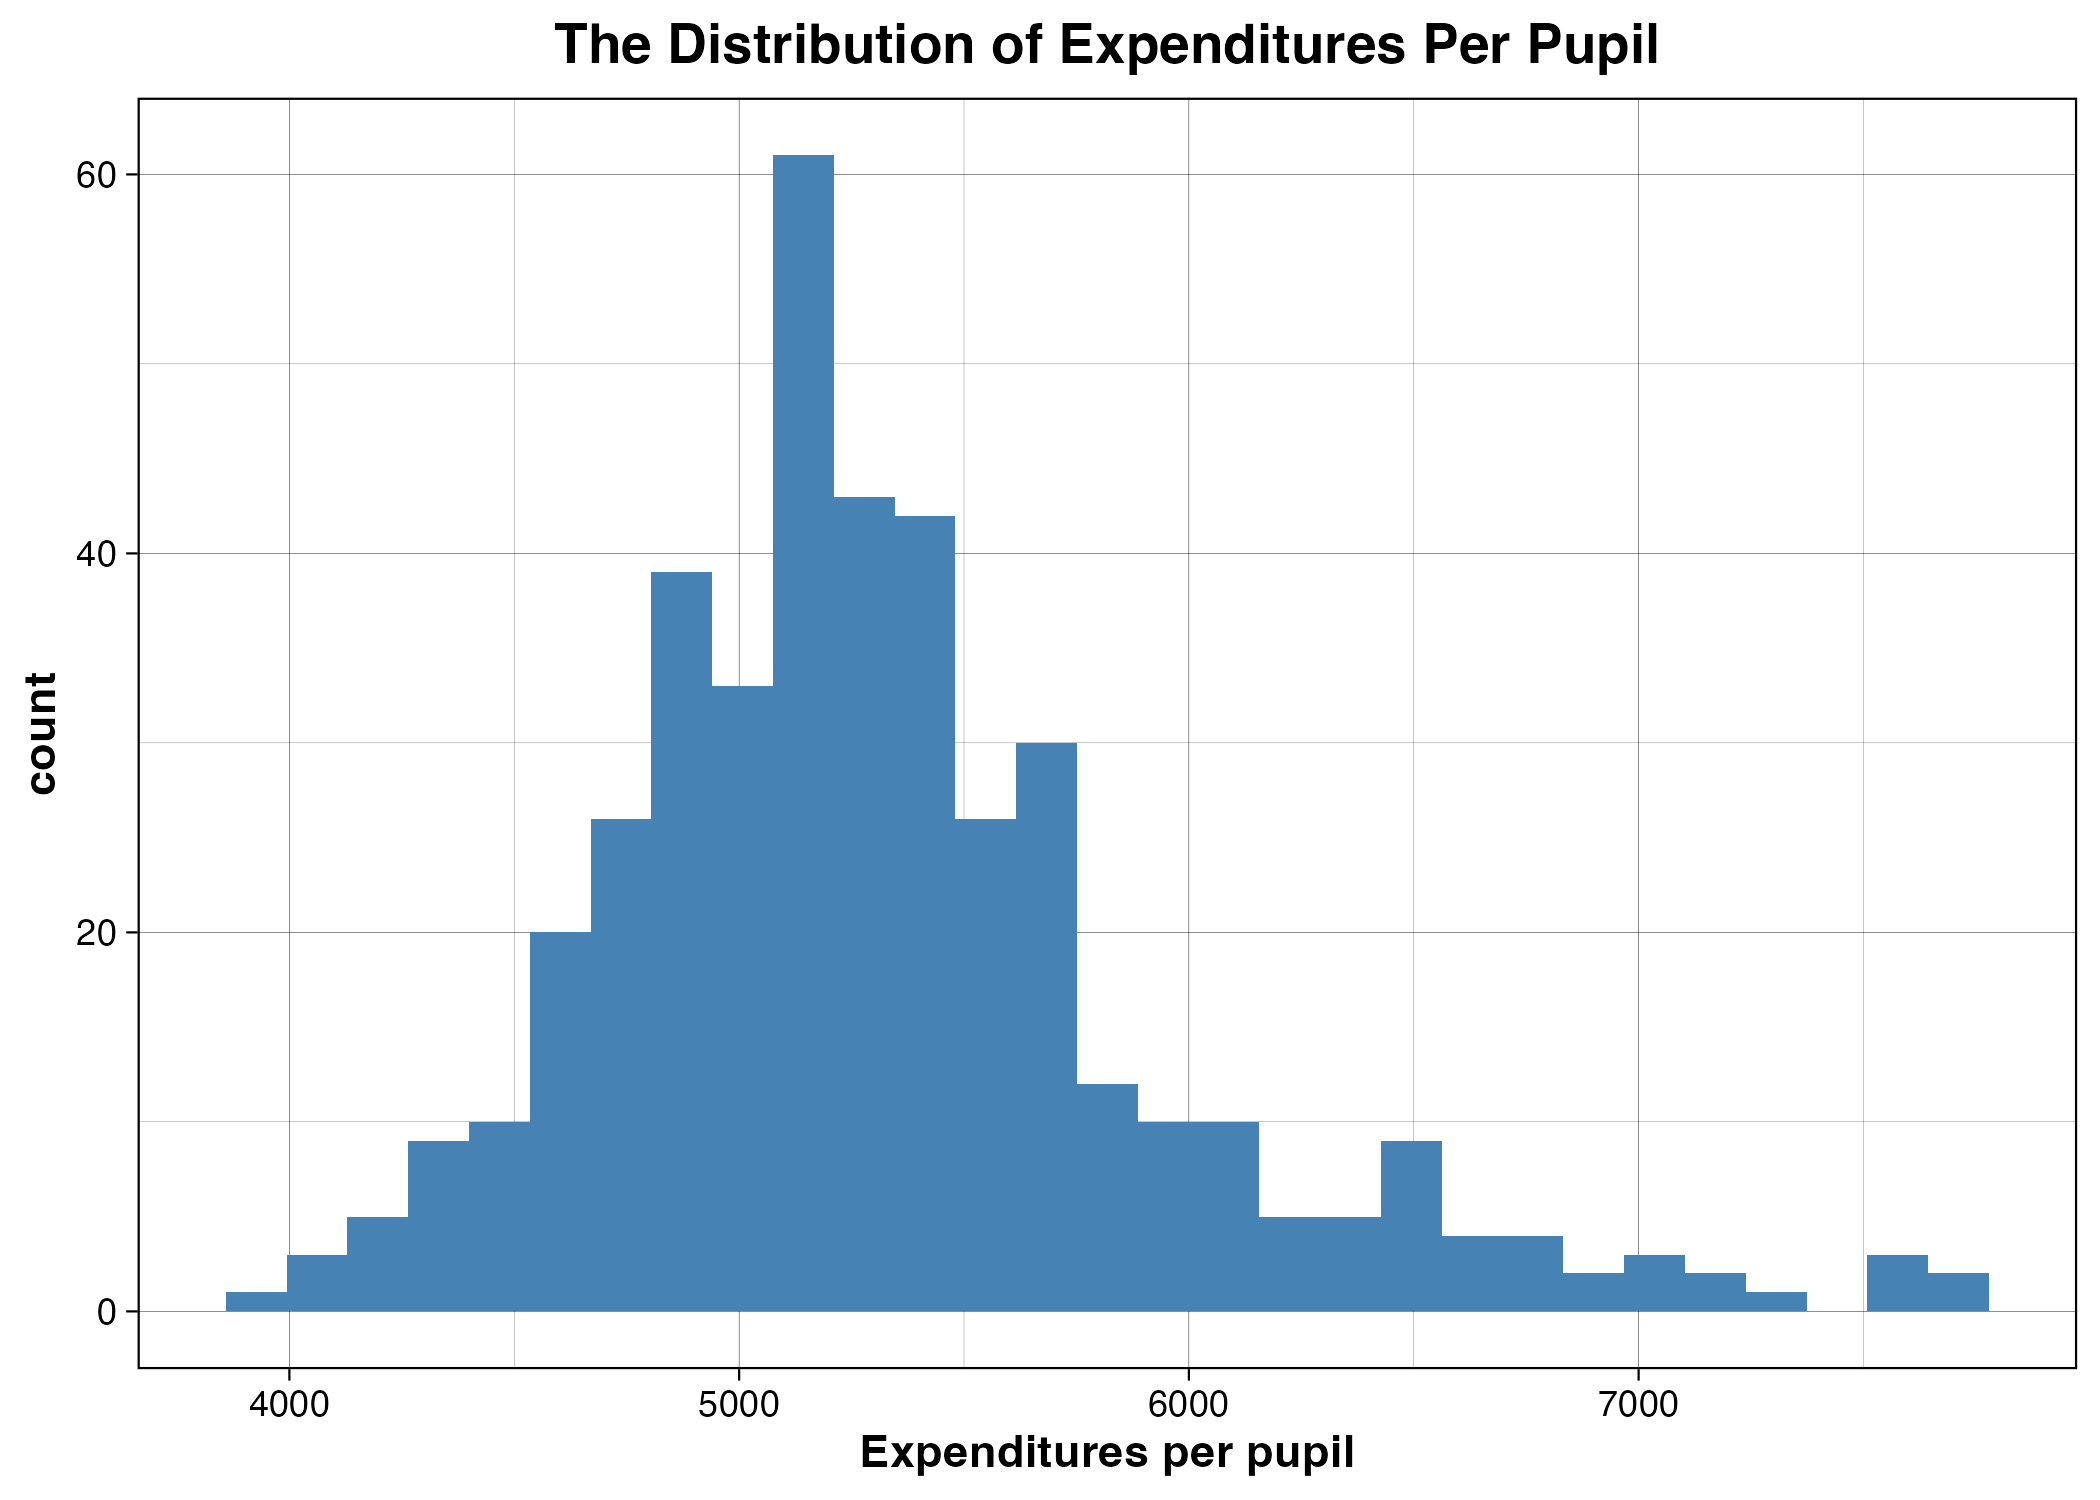 The Distribution of Expenditures Per Pupil
60
40
20
0
count
4000 5000 6000 7000
Expenditures per pupil